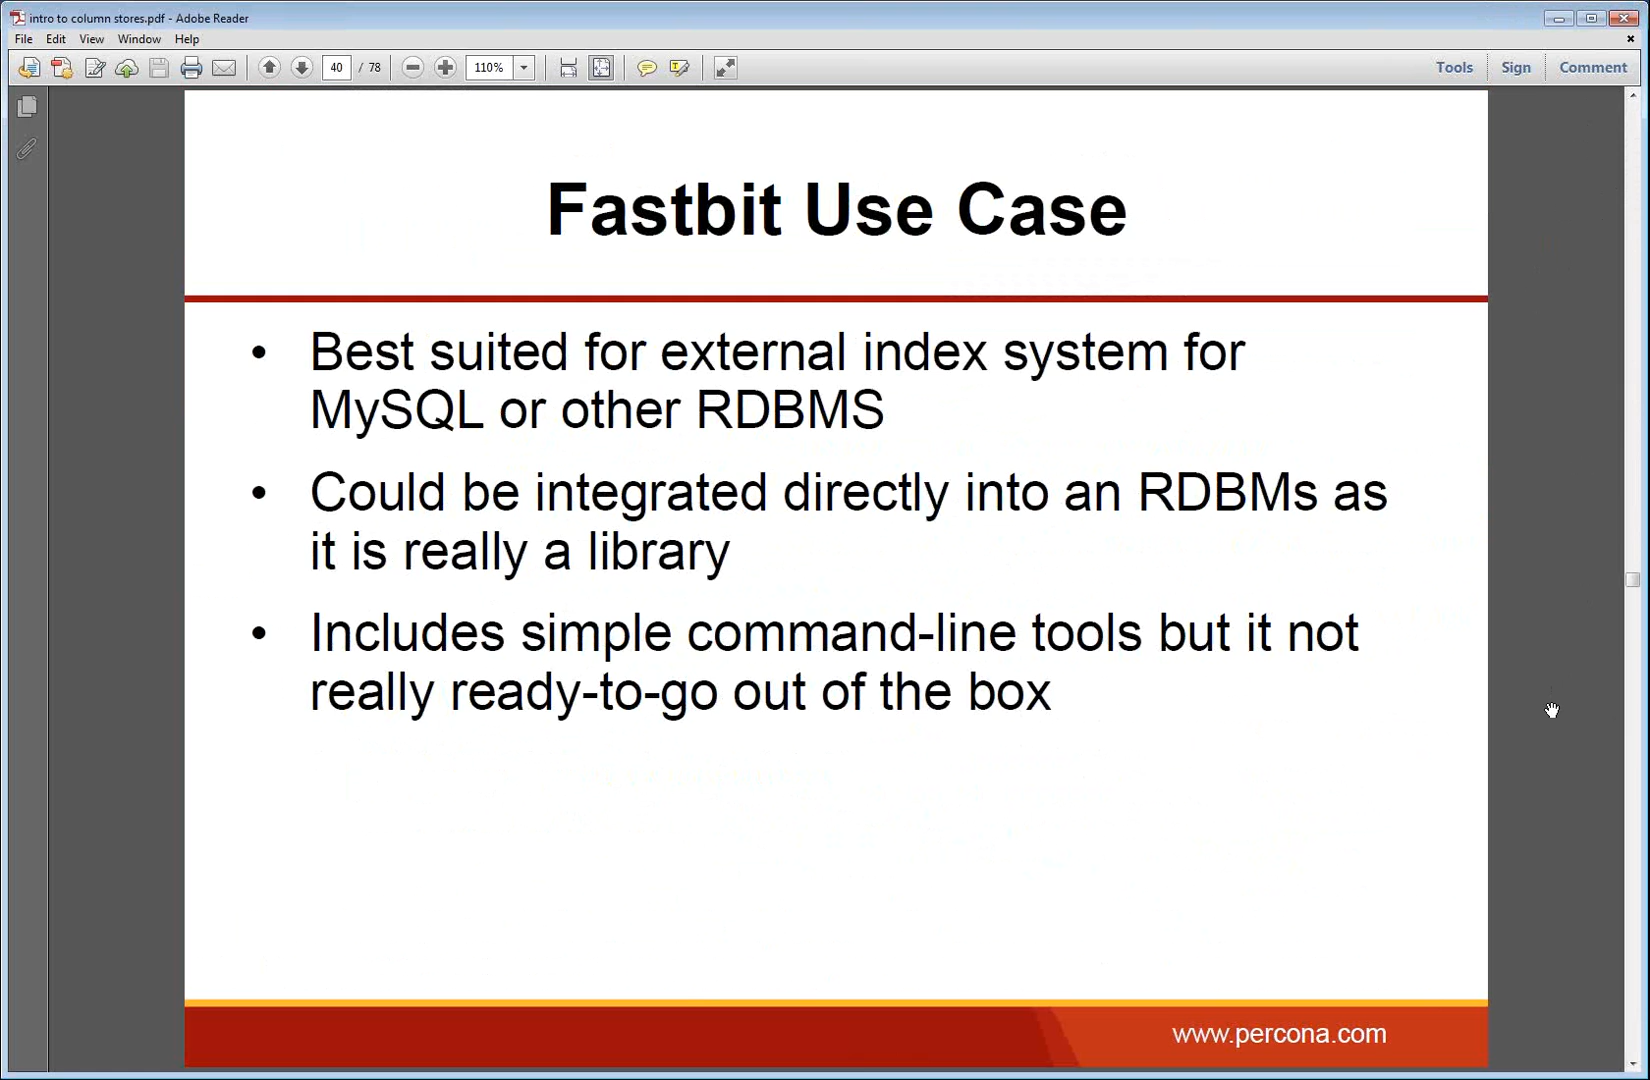 intro to column stores.pdf - Adobe Reader
File Edit View Window Help
40 / 78 110% Tools Sign Comment
Fastbit Use Case
• Best suited for external index system for
MySQL or other RDBMS
• Could be integrated directly into an RDBMs as
it is really a library
• Includes simple command-line tools but it not
really ready-to-go out of the box
www.percona.com